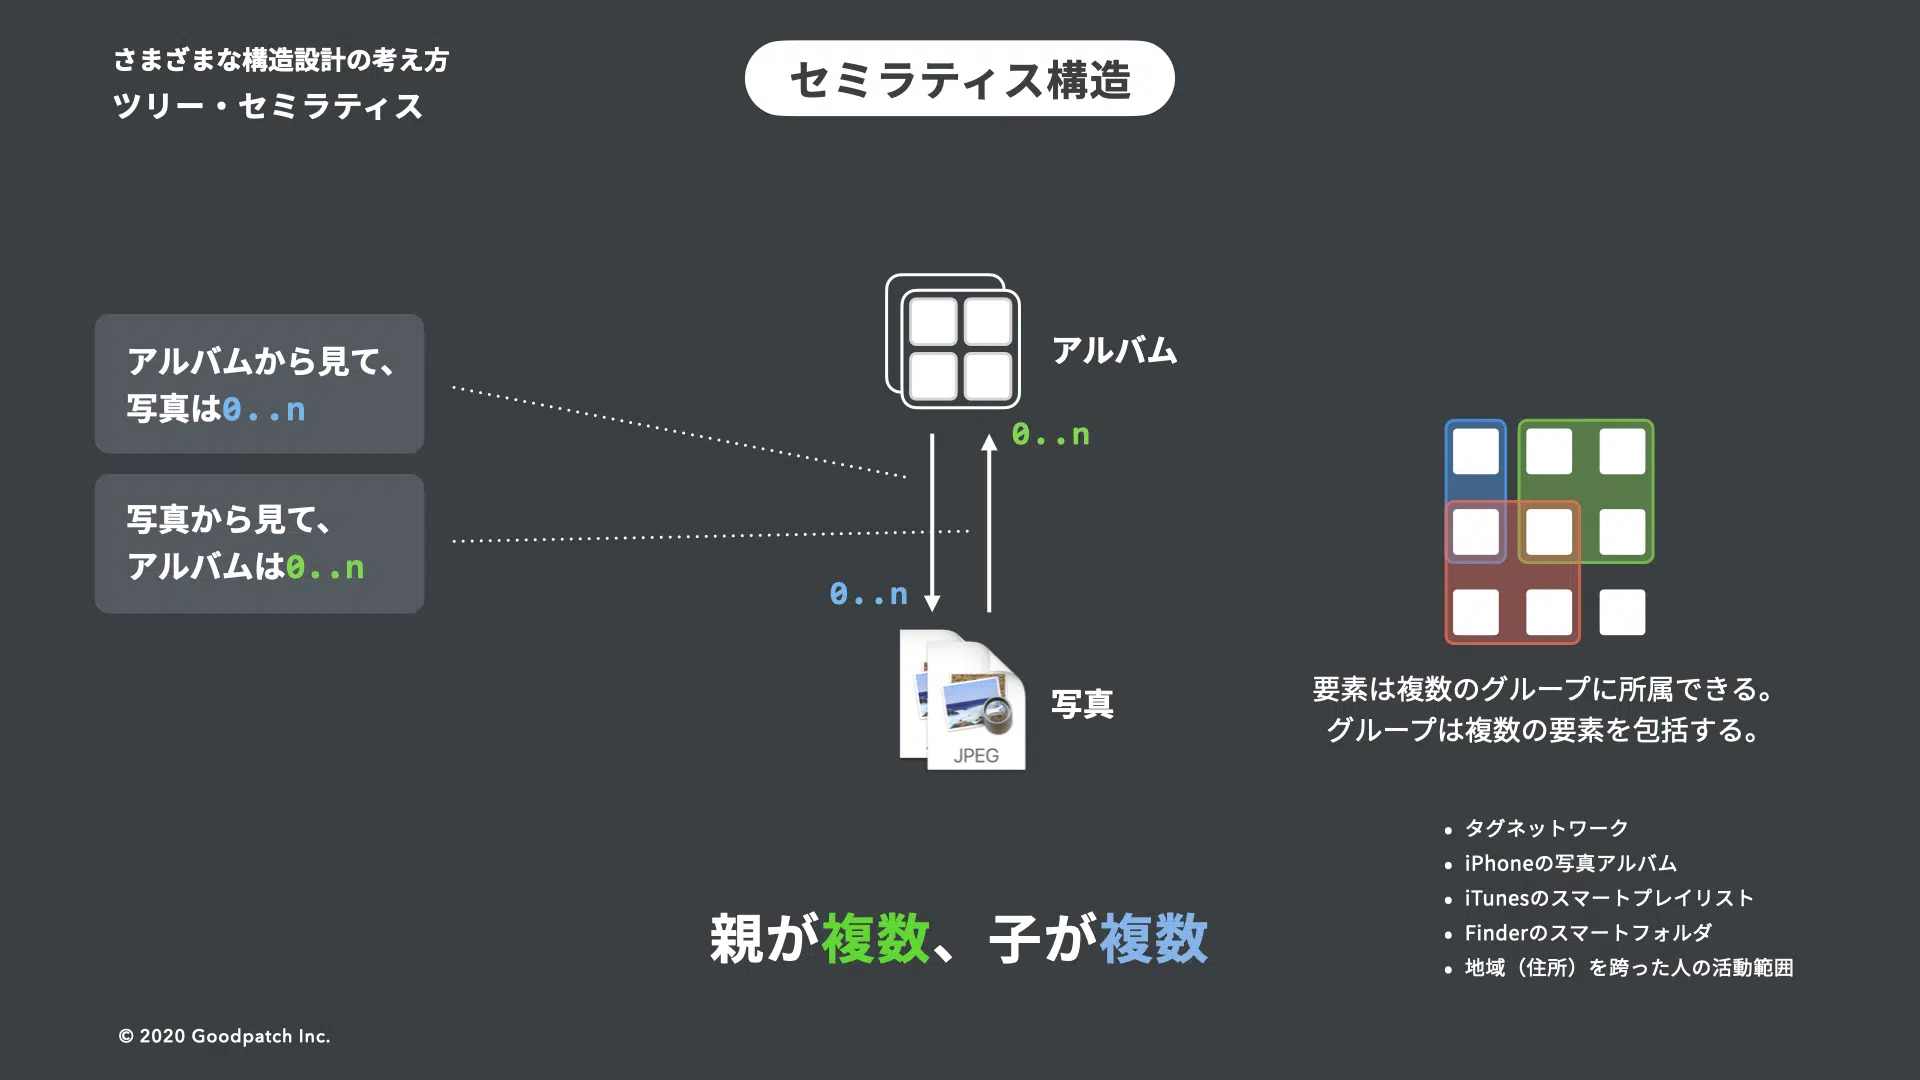 さまざまな構造設計の考え方
ツリー・セミラティス
セミラティス構造
アルバムから見て、
写真は0..n
写真から見て、
アルバムは0..n
アルバム
0..n
0..n
JPEG
写真
要素は複数のグループに所属できる。
グループは複数の要素を包括する。
• タグネットワーク
• iPhoneの写真アルバム
• iTunesのスマートプレイリスト
• Finderのスマートフォルダ
• 地域（住所）を跨った人の活動範囲
親が複数、子が複数
© 2020 Goodpatch Inc.